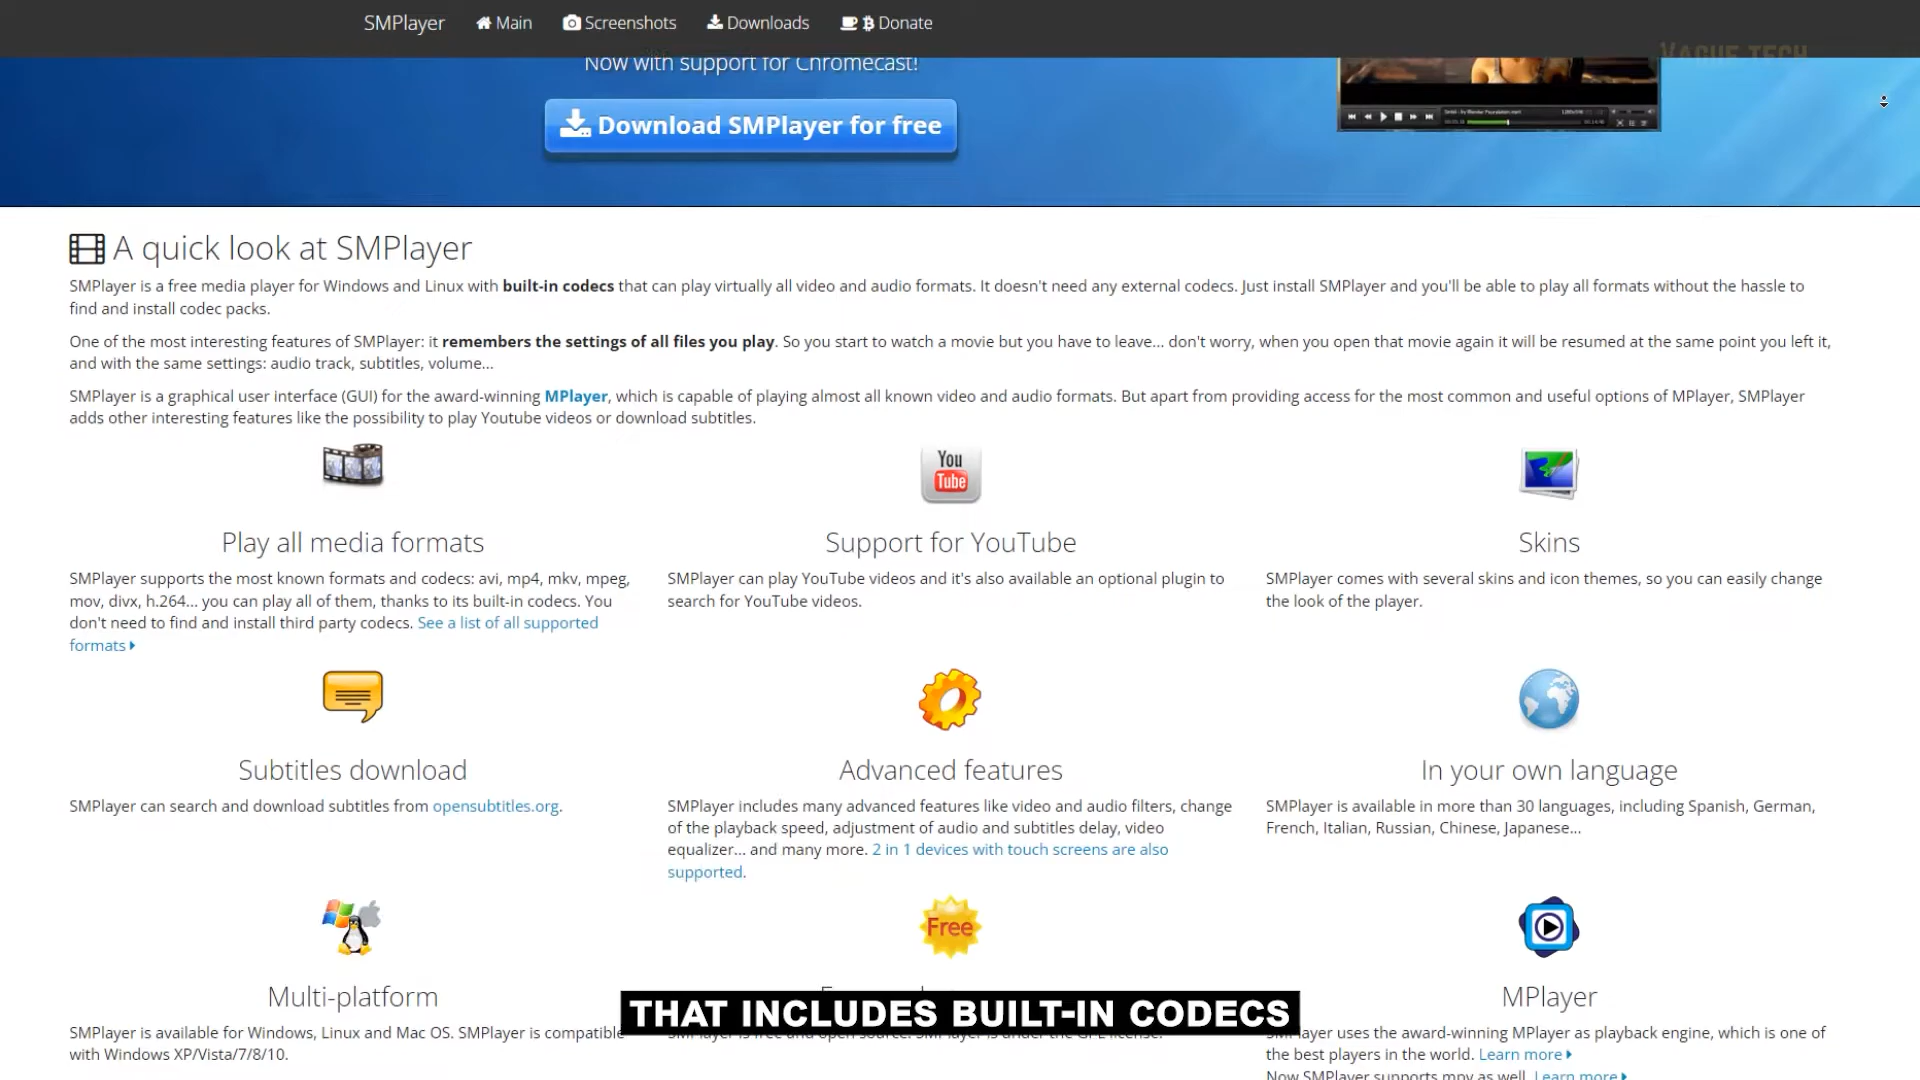 SMPlayer Main Screenshots Downloads Donate
VAGUE TECH
Now with support for Chromecast!
Download SMPlayer for free
A quick look at SMPlayer
SMPlayer is a free media player for Windows and Linux with built-in codecs that can play virtually all video and audio formats. It doesn't need any external codecs. Just install SMPlayer and you'll be able to play all formats without the hassle to
find and install codec packs.
One of the most interesting features of SMPlayer: it remembers the settings of all files you play. So you start to watch a movie but you have to leave... don't worry, when you open that movie again it will be resumed at the same point you left it,
and with the same settings: audio track, subtitles, volume...
SMPlayer is a graphical user interface (GUI) for the award-winning MPlayer, which is capable of playing almost all known video and audio formats. But apart from providing access for the most common and useful options of MPlayer, SMPlayer
adds other interesting features like the possibility to play Youtube videos or download subtitles.
You
Tube
Play all media formats
SMPlayer supports the most known formats and codecs: avi, mp4, mkv, mpeg,
mov, divx, h.264... you can play all of them, thanks to its built-in codecs. You
don't need to find and install third party codecs. See a list of all supported
formats
Support for YouTube
SMPlayer can play YouTube videos and it's also available an optional plugin to
search for YouTube videos.
Skins
SMPlayer comes with several skins and icon themes, so you can easily change
the look of the player.
Subtitles download
SMPlayer can search and download subtitles from opensubtitles.org.
Advanced features
SMPlayer includes many advanced features like video and audio filters, change
of the playback speed, adjustment of audio and subtitles delay, video
equalizer... and many more. 2 in 1 devices with touch screens are also
supported.
In your own language
SMPlayer is available in more than 30 languages, including Spanish, German,
French, Italian, Russian, Chinese, Japanese...
Multi-platform
SMPlayer is available for Windows, Linux and Mac OS. SMPlayer is compatible
with Windows XP/Vista/7/8/10.
Free
SMPlayer is free and open source. SMPlayer is under the GPL license.
MPlayer
SMPlayer uses the award-winning MPlayer as playback engine, which is one of
the best players in the world. Learn more
Now SMPlayer supports mpv as well. Learn more
THAT INCLUDES BUILT-IN CODECS